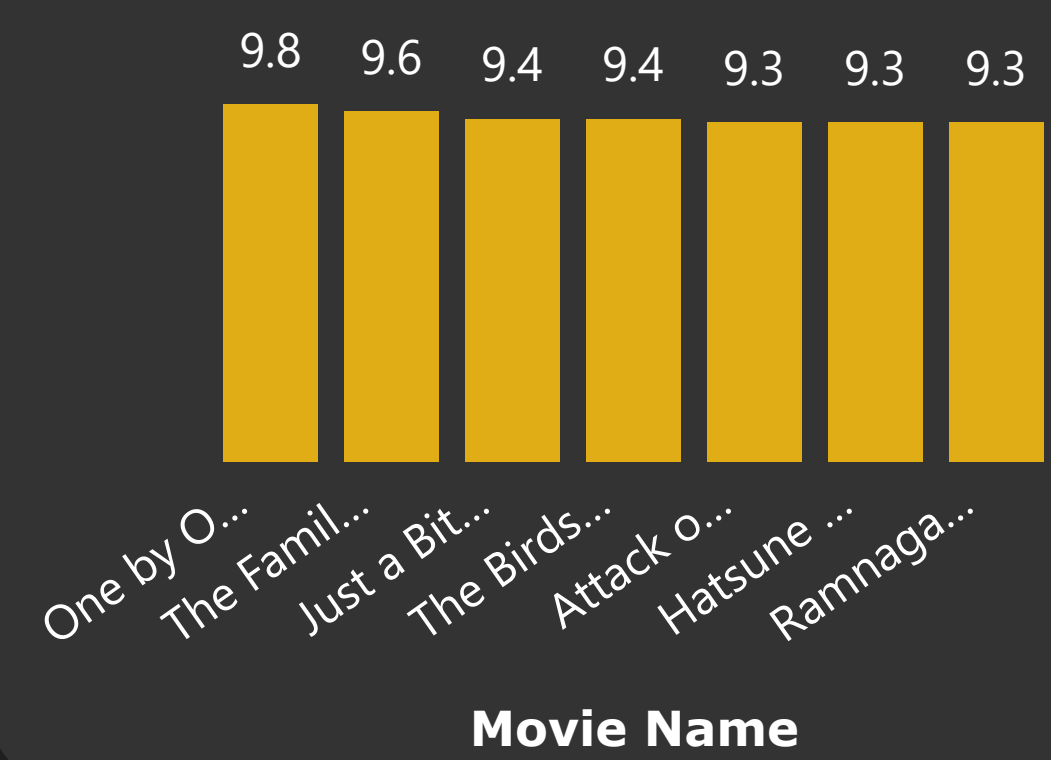 9.8 9.6 9.4 9.4 9.3 9.3 9.3
One by O...
The Famil...
Just a Bit...
The Birds...
Attack o...
Hatsune ...
Ramnaga...
Movie Name